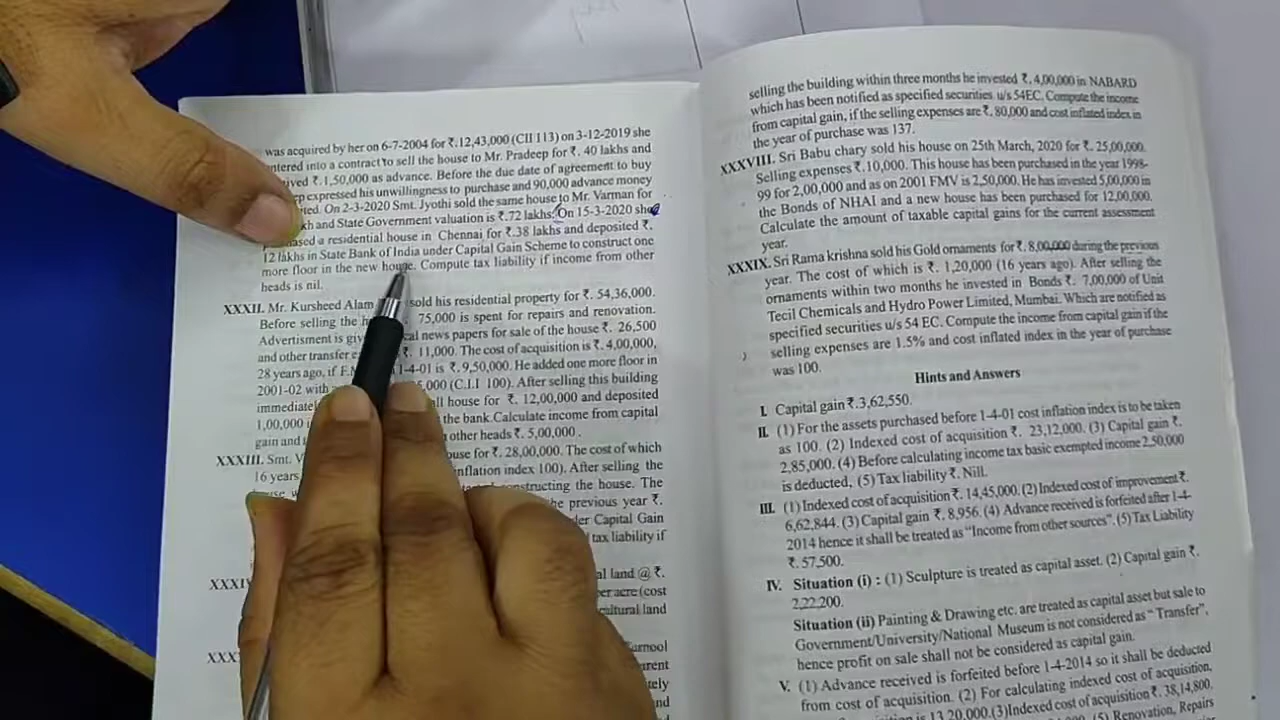 was acquired by her on 6-7-2004 for ₹.12,43,000 (CII 113) on 3-12-2019 she
ntered into a contract to sell the house to Mr. Pradeep for ₹. 40 lakhs and
ived ₹.1,50,000 as advance. Before the due date of agreement to buy
ep expressed his unwillingness to purchase and 90,000 advance money
ted. On 2-3-2020 Smt. Jyothi sold the same house to Mr. Varman for
kh and State Government valuation is ₹.72 lakhs. On 15-3-2020 she
ased a residential house in Chennai for ₹.38 lakhs and deposited ₹.
12 lakhs in State Bank of India under Capital Gain Scheme to construct one
more floor in the new house. Compute tax liability if income from other
heads is nil.
XXXII. Mr. Kursheed Alam sold his residential property for ₹. 54,36,000.
Before selling the h 75,000 is spent for repairs and renovation.
Advertisment is giv cal news papers for sale of the house ₹. 26,500
and other transfer e ₹. 11,000. The cost of acquisition is ₹.4,00,000,
28 years ago, if F.M 1-4-01 is ₹.9,50,000. He added one more floor in
2001-02 with 5,000 (C.I.I 100). After selling this building
immediatel all house for ₹. 12,00,000 and deposited
1,00,000 i the bank.Calculate income from capital
gain and other heads ₹. 5,00,000.
XXXIII. Smt. V ouse for ₹. 28,00,000. The cost of which
16 years nflation index 100). After selling the
house w constructing the house. The
he previous year ₹.
der Capital Gain
tax liability if
XXXIV al land @ ₹.
er acre (cost
cultural land
XXX urnool
urent
tely
nd
selling the building within three months he invested ₹. 4,00,000 in NABARD
which has been notified as specified securities u/s 54EC. Compute the income
from capital gain, if the selling expenses are ₹. 80,000 and cost inflated index in
the year of purchase was 137.
XXXVIII. Sri Babu chary sold his house on 25th March, 2020 for ₹. 25,00,000.
Selling expenses ₹.10,000. This house has been purchased in the year 1998-
99 for 2,00,000 and as on 2001 FMV is 2,50,000. He has invested 5,00,000 in
the Bonds of NHAI and a new house has been purchased for 12,00,000.
Calculate the amount of taxable capital gains for the current assessment
year.
XXXIX. Sri Rama krishna sold his Gold ornaments for ₹. 8,00,000 during the previous
year. The cost of which is ₹. 1,20,000 (16 years ago). After selling the
ornaments within two months he invested in Bonds ₹. 7,00,000 of Unit
Tecil Chemicals and Hydro Power Limited, Mumbai. Which are notified as
specified securities u/s 54 EC. Compute the income from capital gain if the
selling expenses are 1.5% and cost inflated index in the year of purchase
was 100.
Hints and Answers
I. Capital gain ₹.3,62,550.
II. (1) For the assets purchased before 1-4-01 cost inflation index is to be taken
as 100. (2) Indexed cost of acquisition ₹. 23,12,000. (3) Capital gain ₹.
2,85,000. (4) Before calculating income tax basic exempted income 2,50,000
is deducted, (5) Tax liability ₹. Nill.
III. (1) Indexed cost of acquisition ₹. 14,45,000. (2) Indexed cost of improvement ₹.
6,62,844. (3) Capital gain ₹. 8,956. (4) Advance received is forfeited after 1-4-
2014 hence it shall be treated as “Income from other sources”. (5) Tax Liability
₹. 57,500.
IV. Situation (i) : (1) Sculpture is treated as capital asset. (2) Capital gain ₹.
2,22,200.
Situation (ii) Painting & Drawing etc. are treated as capital asset but sale to
Government/University/National Museum is not considered as “Transfer”,
hence profit on sale shall not be considered as capital gain.
V. (1) Advance received is forfeited before 1-4-2014 so it shall be deducted
from cost of acquisition. (2) For calculating indexed cost of acquisition,
is 13,20,000.(3)Indexed cost of acquisition ₹. 38,14,800.
(5) Renovation, Repairs